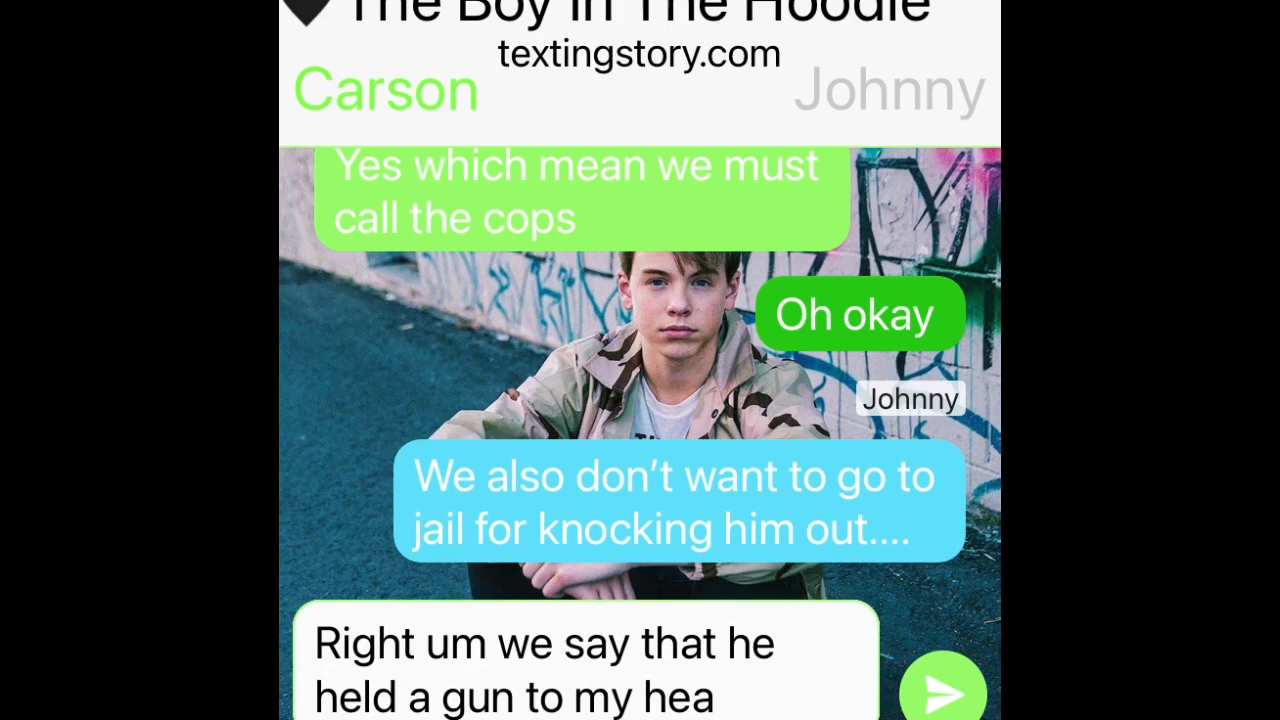 The Boy In The Hoodie
textingstory.com
Carson
Johnny
Yes which mean we must
call the cops
Oh okay
Johnny
We also don’t want to go to
jail for knocking him out....
Right um we say that he
held a gun to my hea